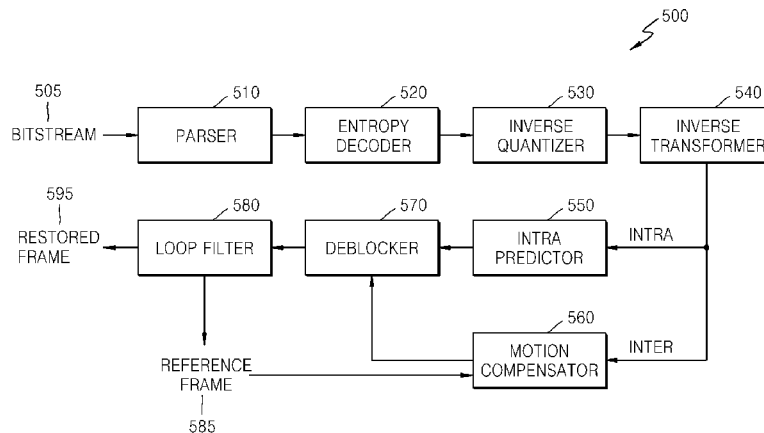 500
505
510
520
530
540
BITSTREAM
PARSER
ENTROPY
DECODER
INVERSE
QUANTIZER
INVERSE
TRANSFORMER
595
580
570
550
RESTORED
FRAME
LOOP FILTER
DEBLOCKER
INTRA
PREDICTOR
INTRA
560
MOTION
COMPENSATOR
INTER
REFERENCE
FRAME
585